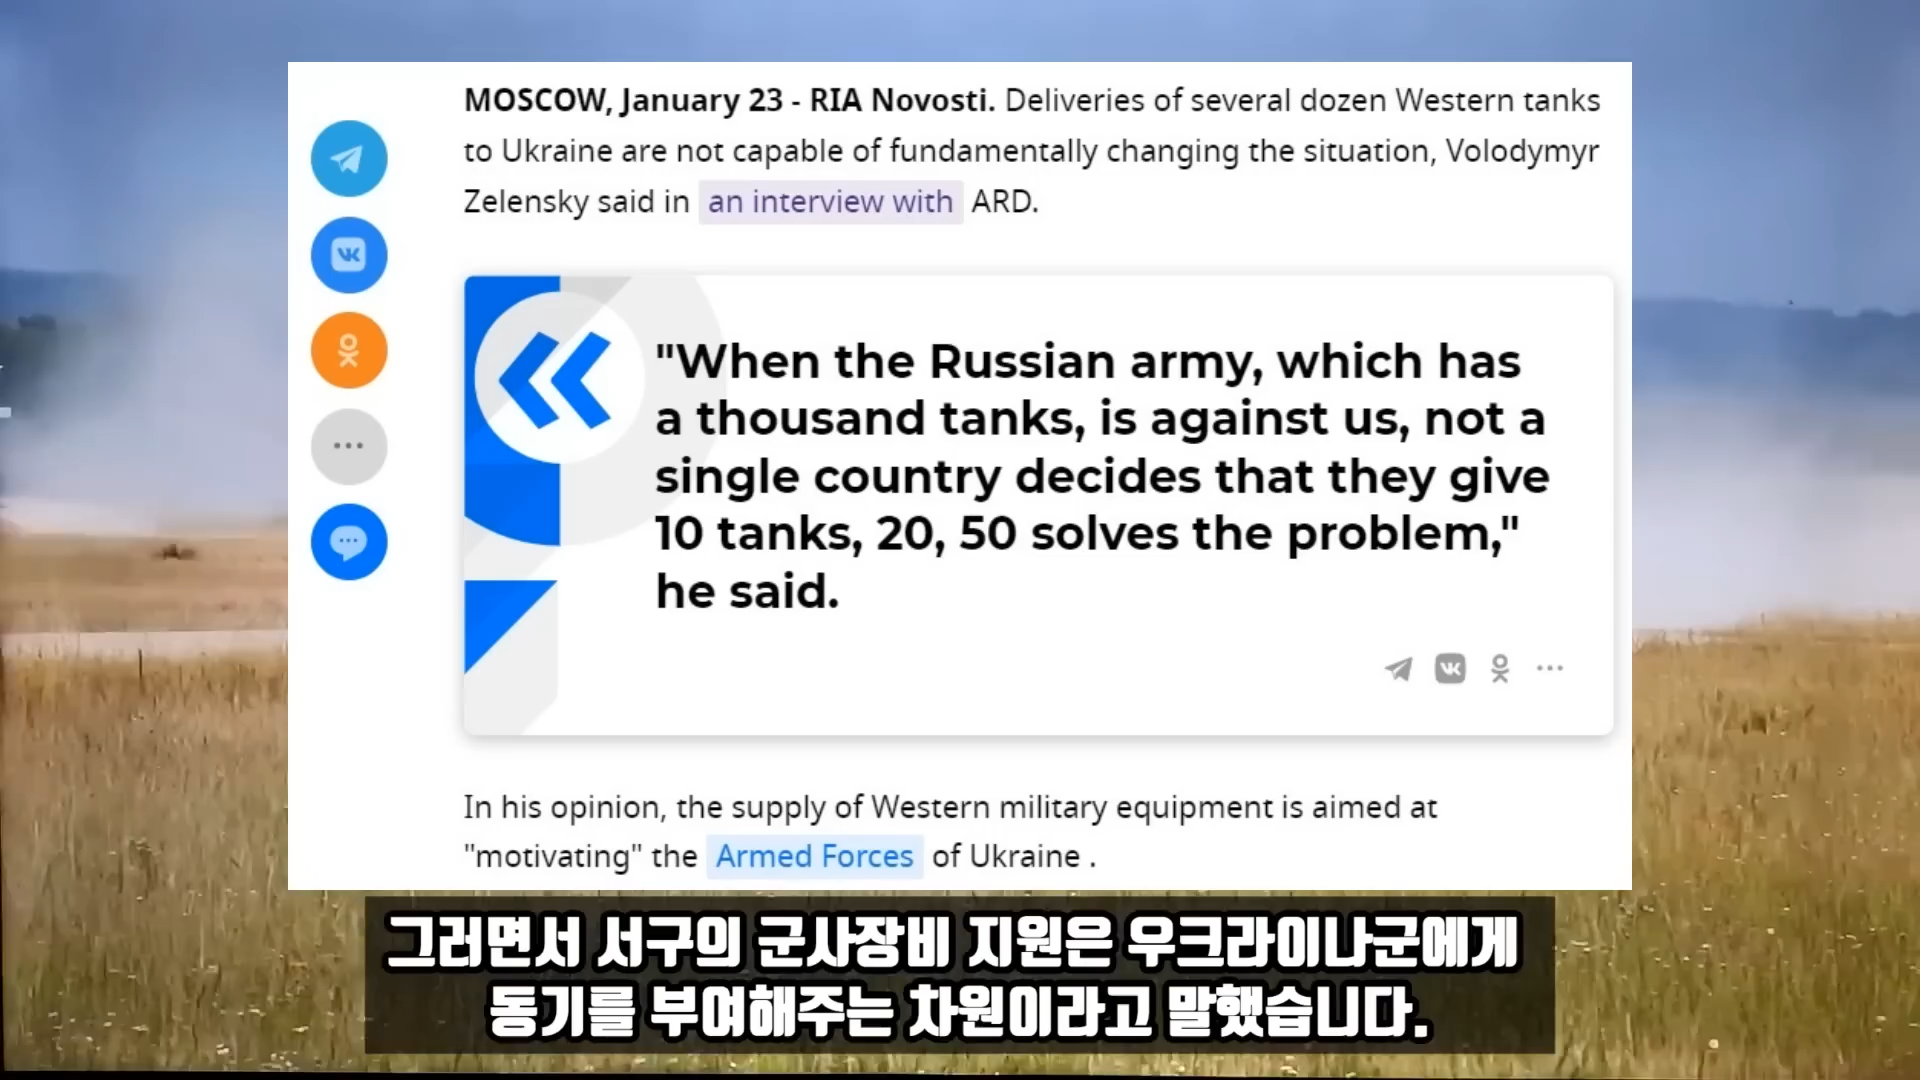 MOSCOW, January 23 - RIA Novosti. Deliveries of several dozen Western tanks
to Ukraine are not capable of fundamentally changing the situation, Volodymyr
Zelensky said in an interview with ARD.
"When the Russian army, which has
a thousand tanks, is against us, not a
single country decides that they give
10 tanks, 20, 50 solves the problem,"
he said.
In his opinion, the supply of Western military equipment is aimed at
"motivating" the Armed Forces of Ukraine .
그러면서 서구의 군사장비 지원은 우크라이나군에게
동기를 부여해주는 차원이라고 말했습니다.